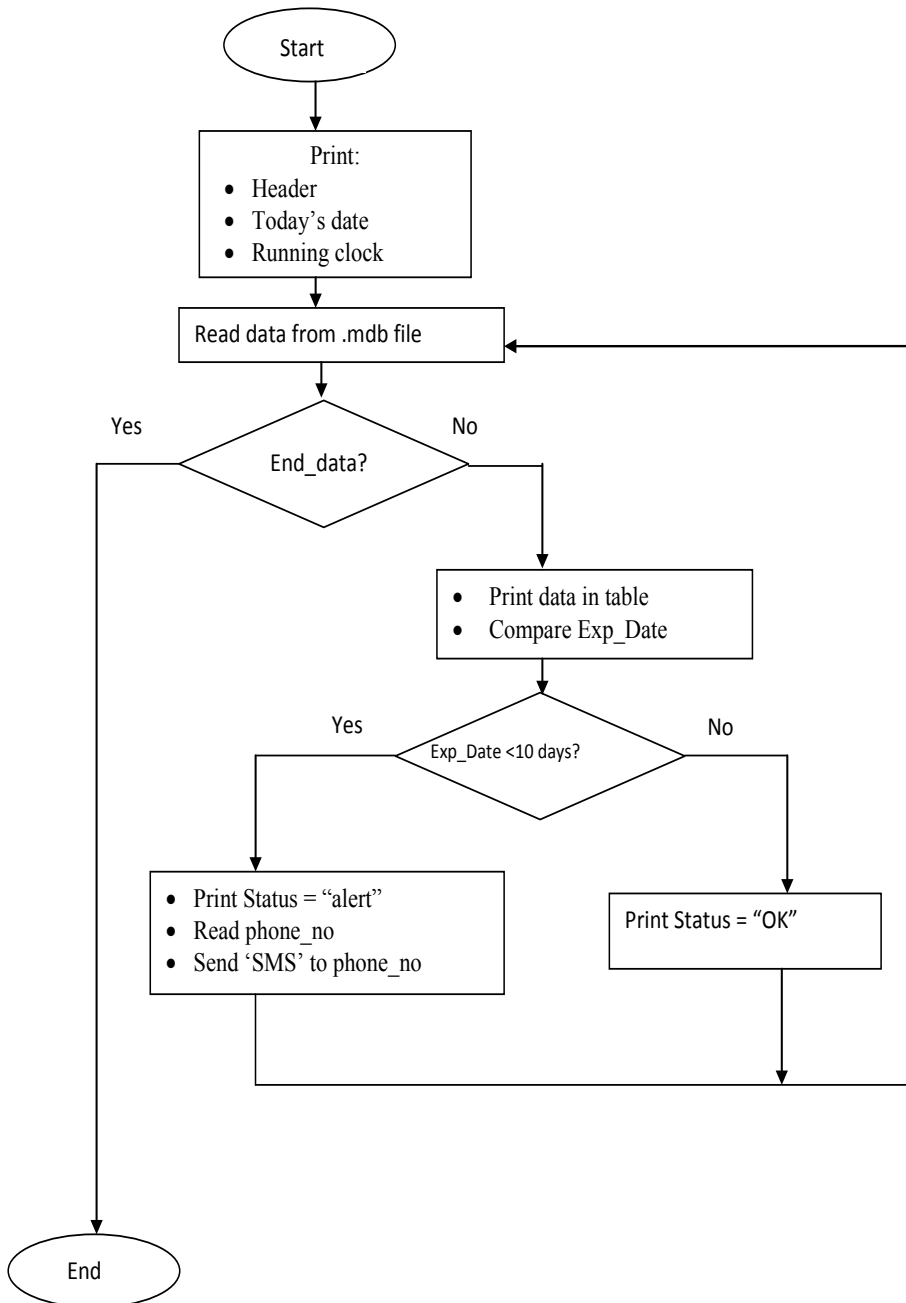 Start
Print:
• Header
• Today’s date
• Running clock
Read data from .mdb file
Yes
No
End_data?
• Print data in table
• Compare Exp_Date
Yes
No
Exp_Date <10 days?
• Print Status = “alert”
• Read phone_no
• Send ‘SMS’ to phone_no
Print Status = “OK”
End